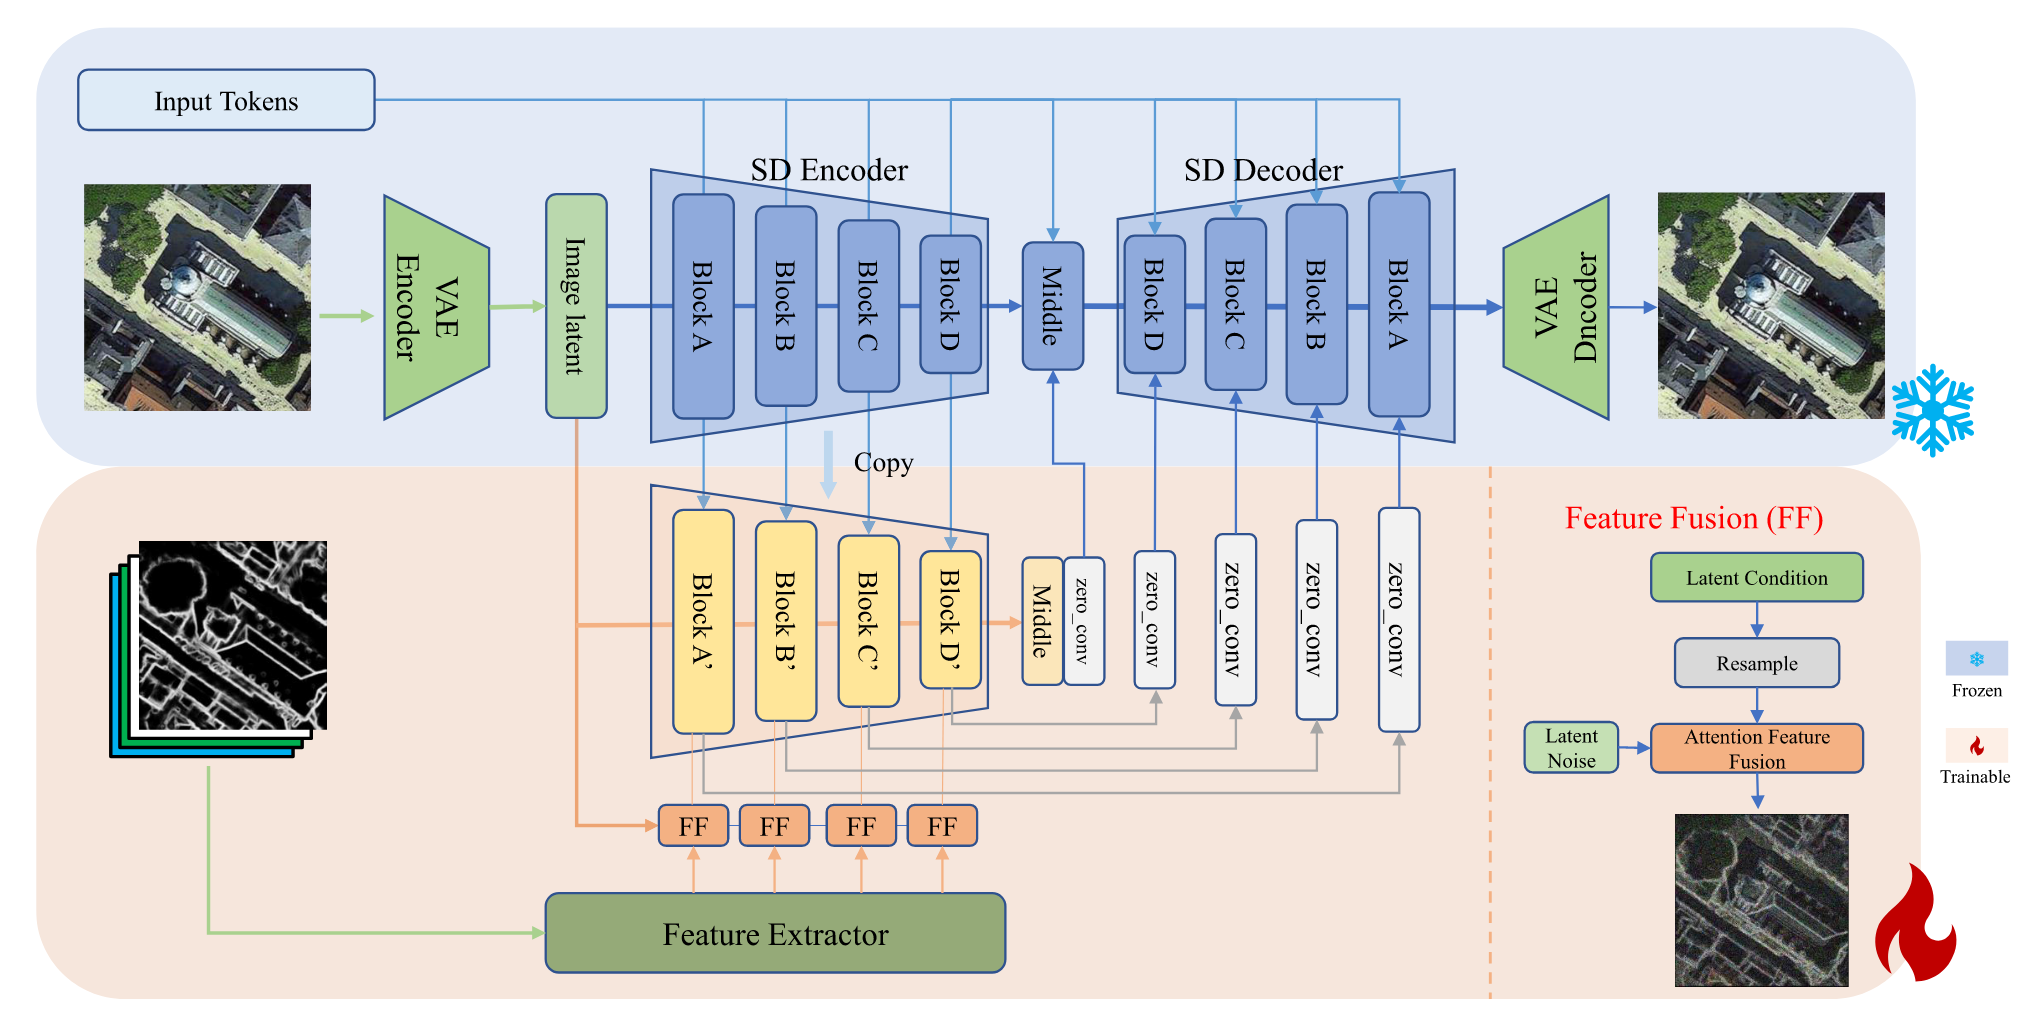 Input Tokens
SD Encoder
SD Decoder
VAE
Encoder
Image latent
Block A
Block B
Block C
Block D
Middle
Block D
Block C
Block B
Block A
VAE
Dncoder
Copy
Block A’
Block B’
Block C’
Block D’
Middle
zero_conv
zero_conv
zero_conv
zero_conv
zero_conv
FF
FF
FF
FF
Feature Extractor
Feature Fusion (FF)
Latent Condition
Resample
Latent
Noise
Attention Feature
Fusion
Frozen
Trainable